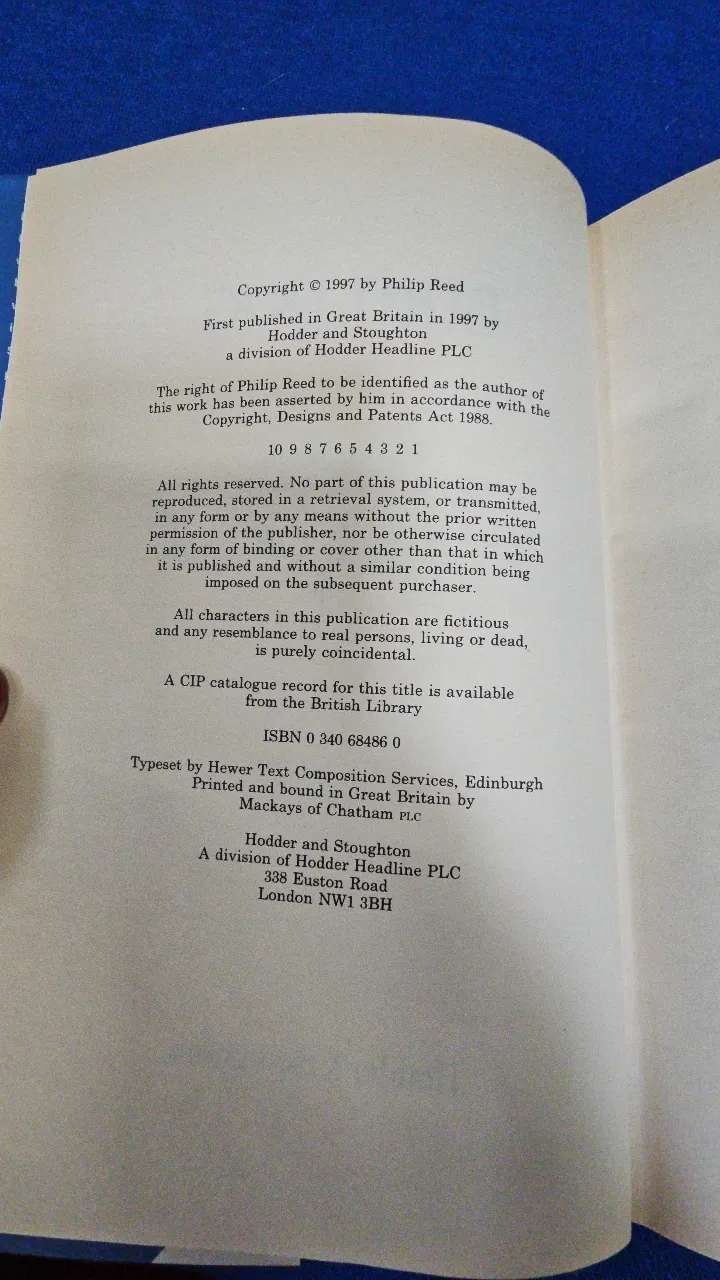 Copyright © 1997 by Philip Reed
First published in Great Britain in 1997 by
Hodder and Stoughton
a division of Hodder Headline PLC
The right of Philip Reed to be identified as the author of
this work has been asserted by him in accordance with the
Copyright, Designs and Patents Act 1988.
10 9 8 7 6 5 4 3 2 1
All rights reserved. No part of this publication may be
reproduced, stored in a retrieval system, or transmitted,
in any form or by any means without the prior written
permission of the publisher, nor be otherwise circulated
in any form of binding or cover other than that in which
it is published and without a similar condition being
imposed on the subsequent purchaser.
All characters in this publication are fictitious
and any resemblance to real persons, living or dead,
is purely coincidental.
A CIP catalogue record for this title is available
from the British Library
ISBN 0 340 68486 0
Typeset by Hewer Text Composition Services, Edinburgh
Printed and bound in Great Britain by
Mackays of Chatham PLC
Hodder and Stoughton
A division of Hodder Headline PLC
338 Euston Road
London NW1 3BH